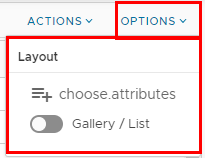 ACTIONS OPTIONS
Layout
choose.attributes
Gallery / List